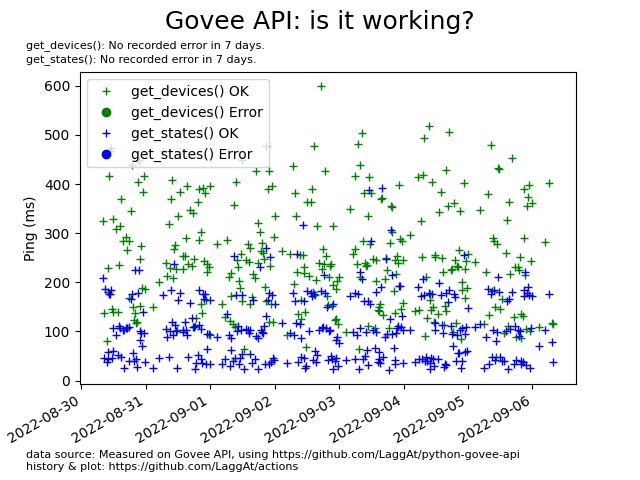 Govee API: is it working?
get_devices(): No recorded error in 7 days.
get_states(): No recorded error in 7 days.
get_devices() OK
get_devices() Error
get_states() OK
get_states() Error
Ping (ms)
600
500
400
300
200
100
0
2022-08-30
2022-08-31
2022-09-01
2022-09-02
2022-09-03
2022-09-04
2022-09-05
2022-09-06
data source: Measured on Govee API, using https://github.com/LaggAt/python-govee-api
history & plot: https://github.com/LaggAt/actions